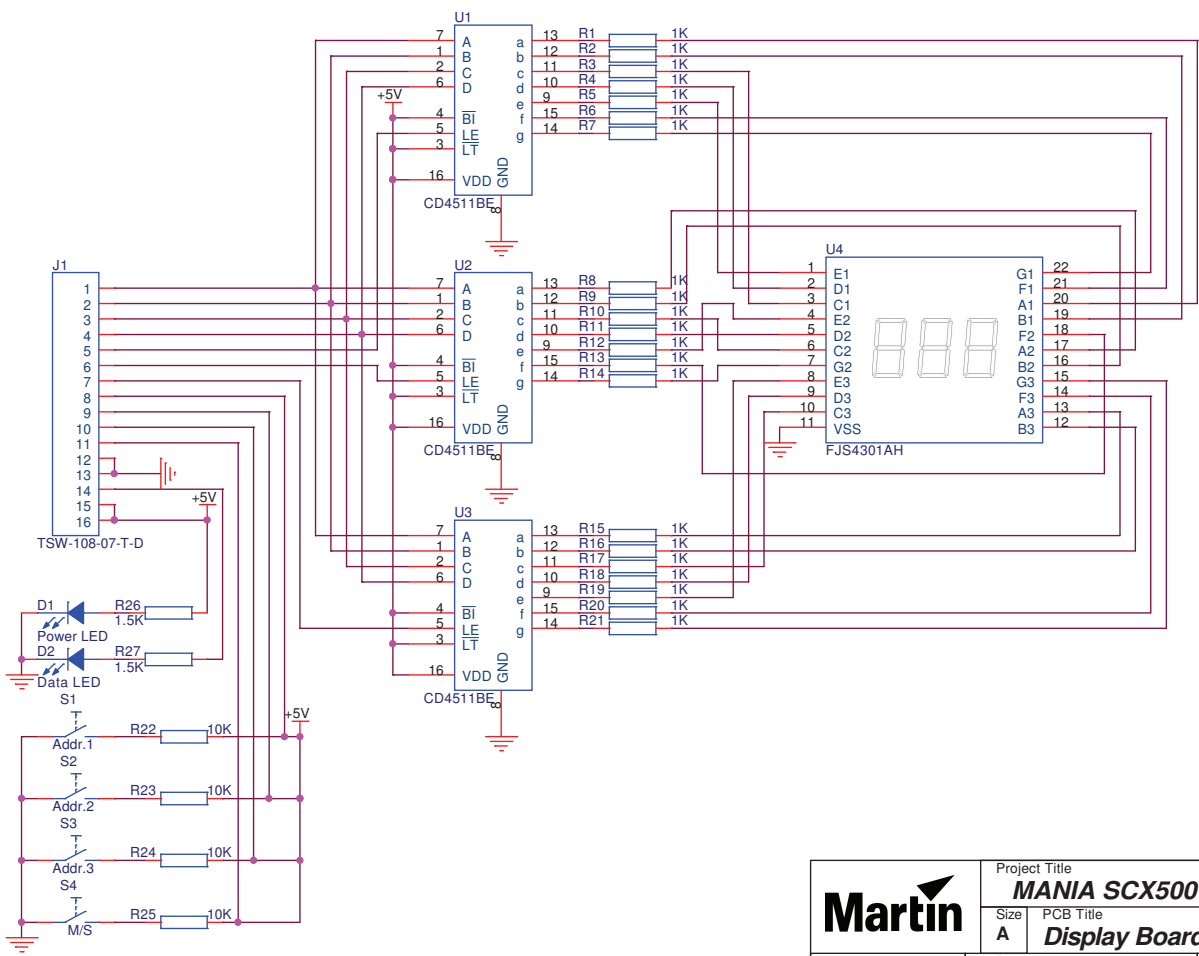 U1
7 A a 13 R1 1K
1 B b 12 R2 1K
2 C c 11 R3 1K
6 D d 10 R4 1K
+5V e 9 R5 1K
4 BI f 15 R6 1K
5 LE g 14 R7 1K
3 LT
16 VDD GND
CD4511BE 8
U4
1 E1 G1 22
2 D1 F1 21
3 C1 A1 20
4 E2 B1 19
5 D2 F2 18
6 C2 A2 17
7 G2 B2 16
8 E3 G3 15
9 D3 F3 14
10 C3 A3 13
11 VSS B3 12
FJS4301AH
J1
1
2
3
4
5
6
7
8
9
10
11
12
13
14
15
16
TSW-108-07-T-D
+5V
U2
7 A a 13 R8 1K
1 B b 12 R9 1K
2 C c 11 R10 1K
6 D d 10 R11 1K
e 9 R12 1K
4 BI f 15 R13 1K
5 LE g 14 R14 1K
3 LT
16 VDD GND
CD4511BE 8
U3
7 A a 13 R15 1K
1 B b 12 R16 1K
2 C c 11 R17 1K
6 D d 10 R18 1K
e 9 R19 1K
4 BI f 15 R20 1K
5 LE g 14 R21 1K
3 LT
16 VDD GND
CD4511BE 8
D1 R26
Power LED 1.5K
D2 R27
Data LED 1.5K
S1
+5V
R22 10K
Addr.1
S2
R23 10K
Addr.2
S3
R24 10K
Addr.3
S4
R25 10K
M/S
Martin
Project Title
MANIA SCX500
Size PCB Title
A Display Board